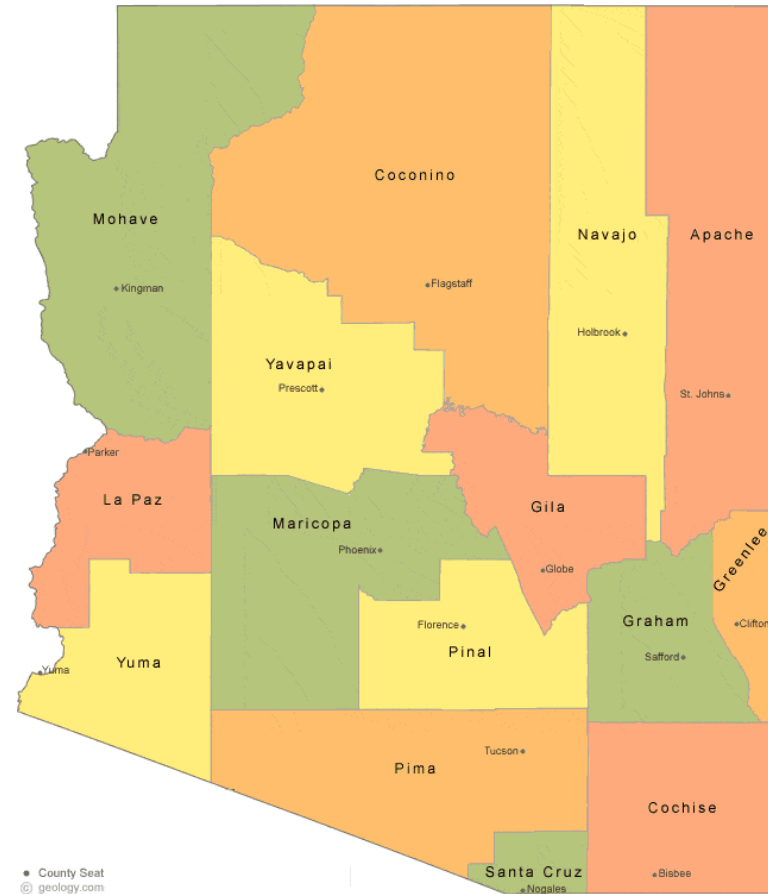 Coconino
Mohave
Navajo
Apache
Flagstaff
Kingman
Holbrook
Yavapai
Prescott
St. Johns
Parker
La Paz
Gila
Maricopa
Phoenix
Greenlee
Globe
Florence
Graham
Clifton
Pinal
Safford
Yuma
Yuma
Tucson
Pima
Cochise
Santa Cruz
County Seat
Bisbee
© geology.com
Nogales